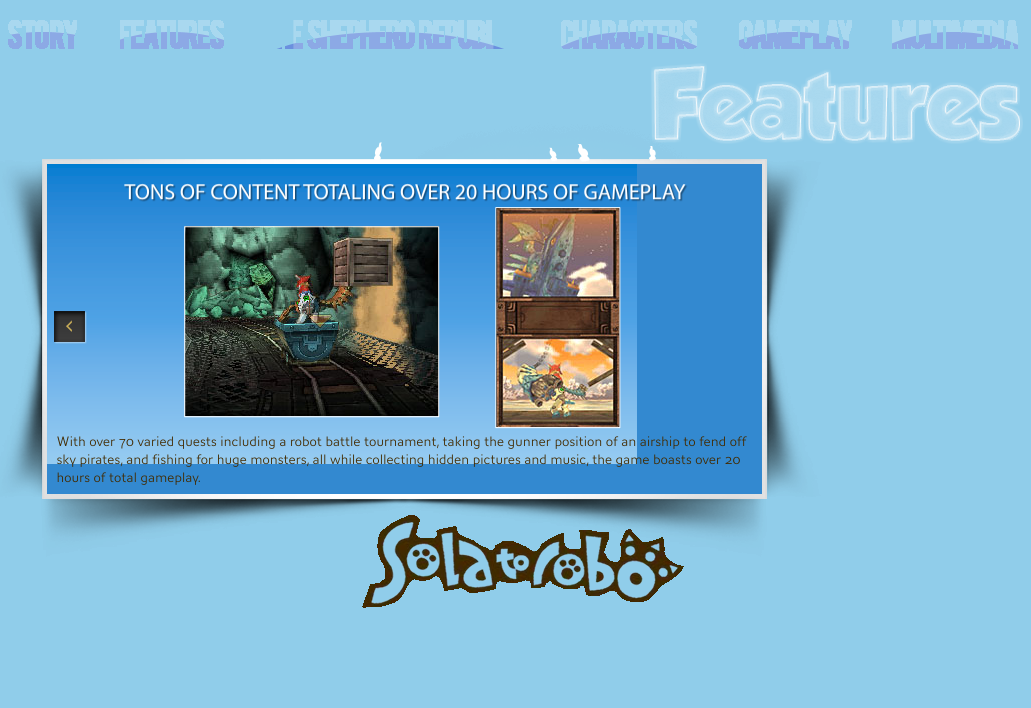 STORY FEATURES E SHEPHERD REPUBL CHARACTERS GAMEPLAY MULTIMEDIA
Features
TONS OF CONTENT TOTALING OVER 20 HOURS OF GAMEPLAY
With over 70 varied quests including a robot battle tournament, taking the gunner position of an airship to fend off
sky pirates, and fishing for huge monsters, all while collecting hidden pictures and music, the game boasts over 20
hours of total gameplay.
Solatorobo